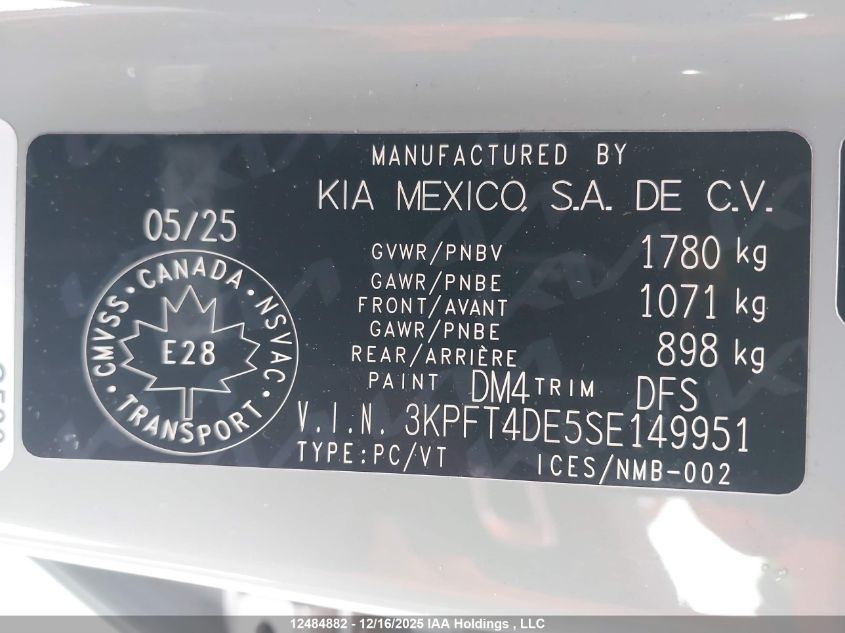 MANUFACTURED BY
KIA MEXICO, S.A. DE C.V.
05/25
GVWR/PNBV 1780 kg
GAWR/PNBE
FRONT/AVANT 1071 kg
GAWR/PNBE
REAR/ARRIÈRE 898 kg
PAINT DM4 TRIM DFS
V.I.N. 3KPFT4DE5SE149951
TYPE:PC/VT ICES/NMB-002
CMVSS • CANADA • NSVAC • TRANSPORT •
E28
12484882 - 12/16/2025 IAA Holdings , LLC